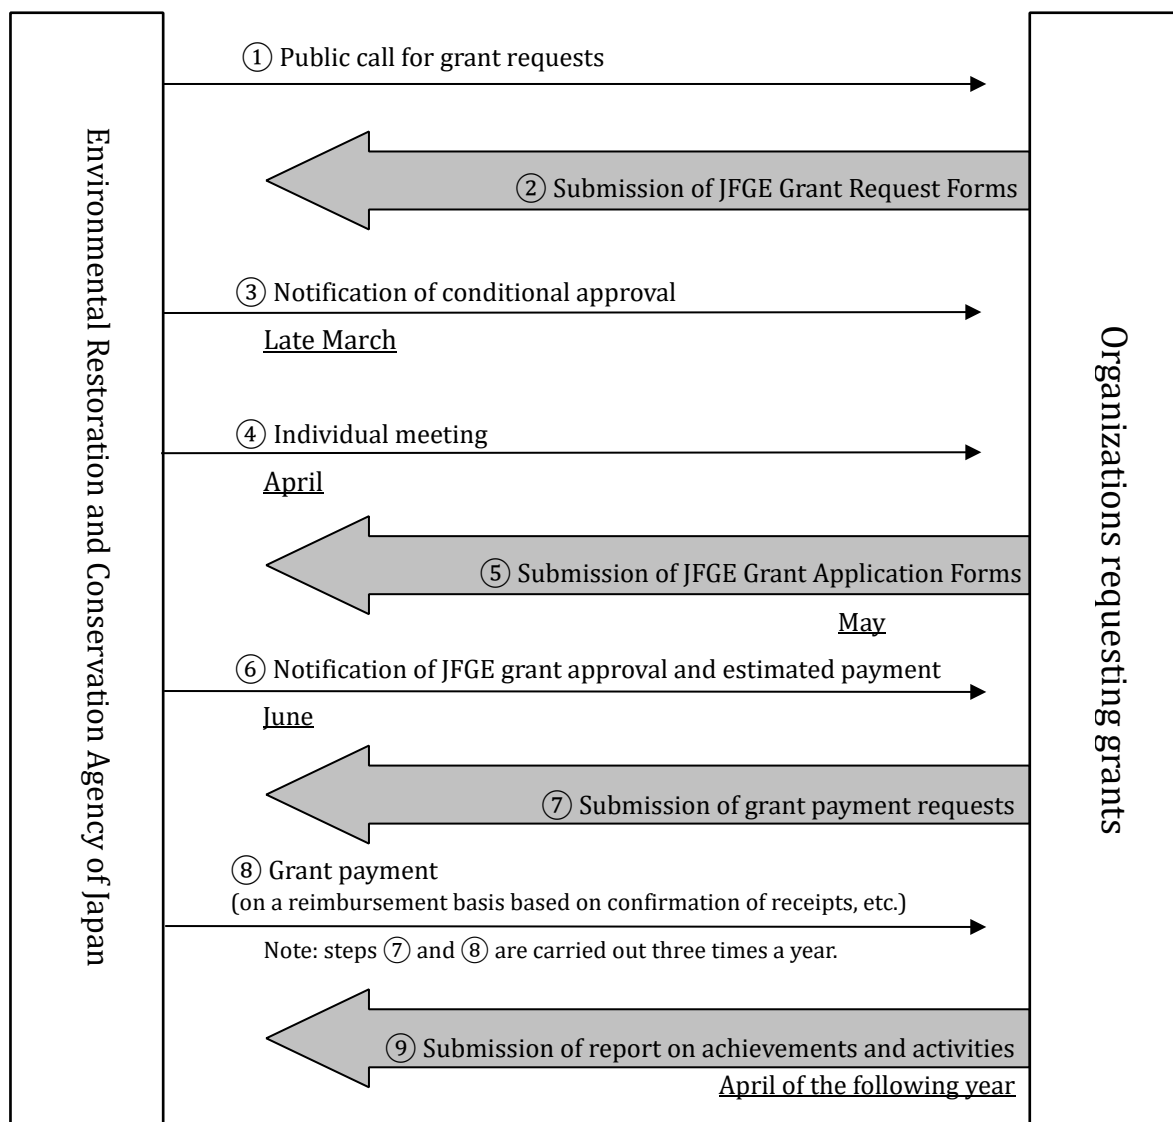 Environmental Restoration and Conservation Agency of Japan
① Public call for grant requests
② Submission of JFGE Grant Request Forms
③ Notification of conditional approval
Late March
④ Individual meeting
April
⑤ Submission of JFGE Grant Application Forms
May
⑥ Notification of JFGE grant approval and estimated payment
June
⑦ Submission of grant payment requests
⑧ Grant payment
(on a reimbursement basis based on confirmation of receipts, etc.)
Note: steps ⑦ and ⑧ are carried out three times a year.
⑨ Submission of report on achievements and activities
April of the following year
Organizations requesting grants